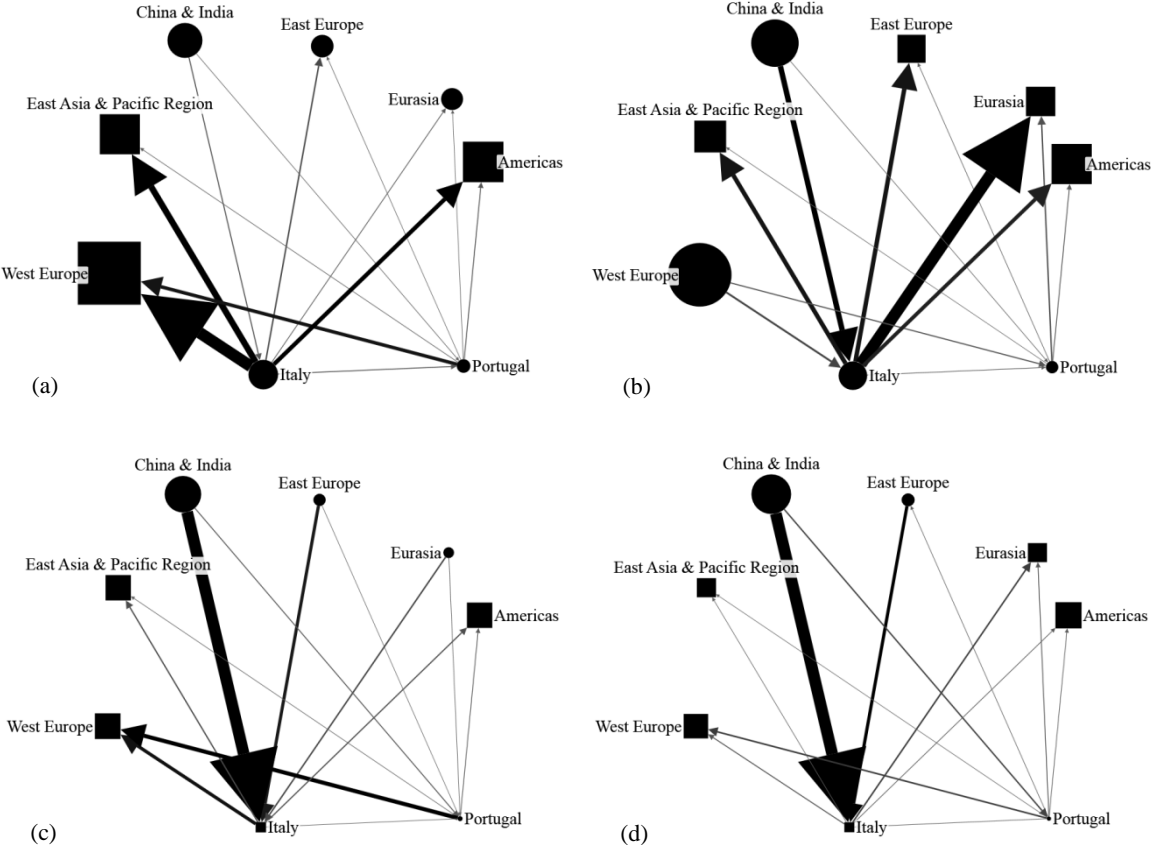 China & India
East Europe
Eurasia
East Asia & Pacific Region
Americas
West Europe
Italy
Portugal
(a)
China & India
East Europe
Eurasia
East Asia & Pacific Region
Americas
West Europe
Italy
Portugal
(b)
China & India
East Europe
Eurasia
East Asia & Pacific Region
Americas
West Europe
Italy
Portugal
(c)
China & India
East Europe
Eurasia
East Asia & Pacific Region
Americas
West Europe
Italy
Portugal
(d)